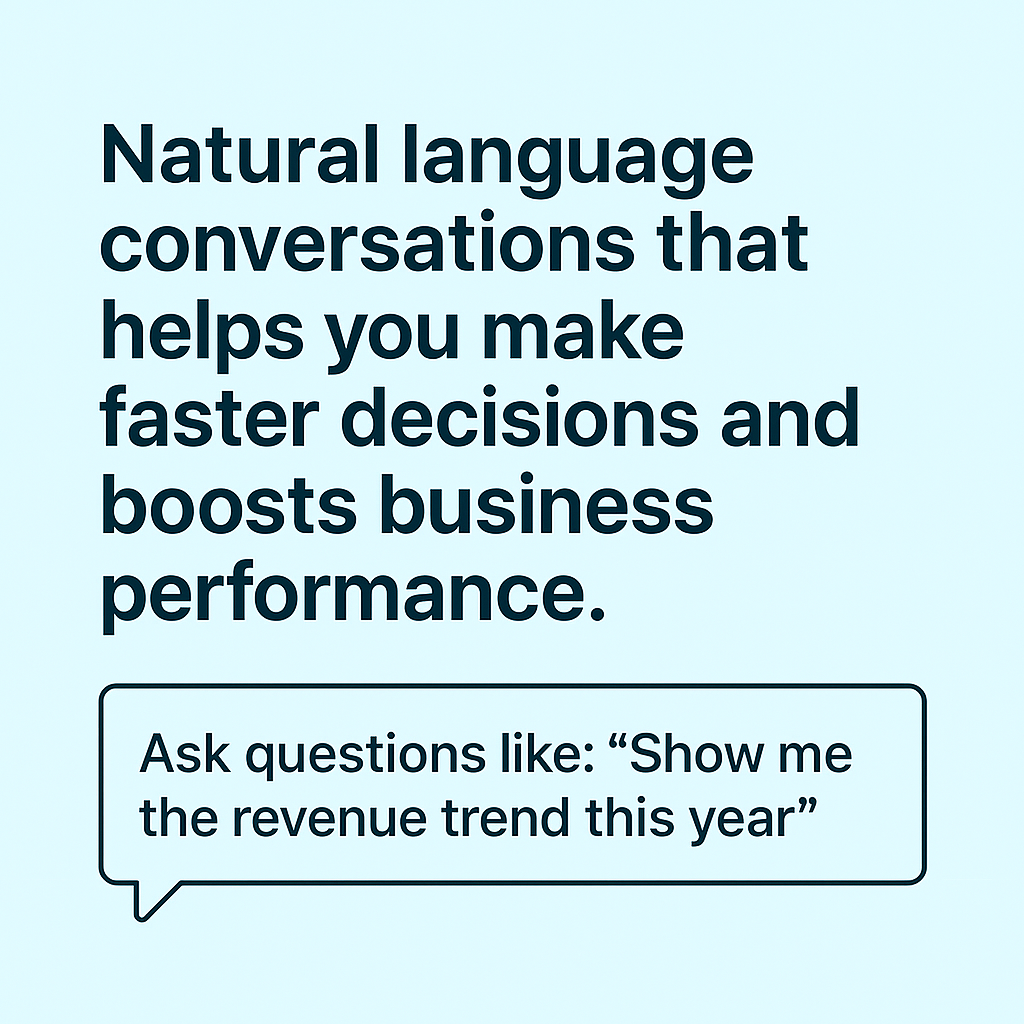 Natural language
conversations that
helps you make
faster decisions and
boosts business
performance.
Ask questions like: “Show me
the revenue trend this year”